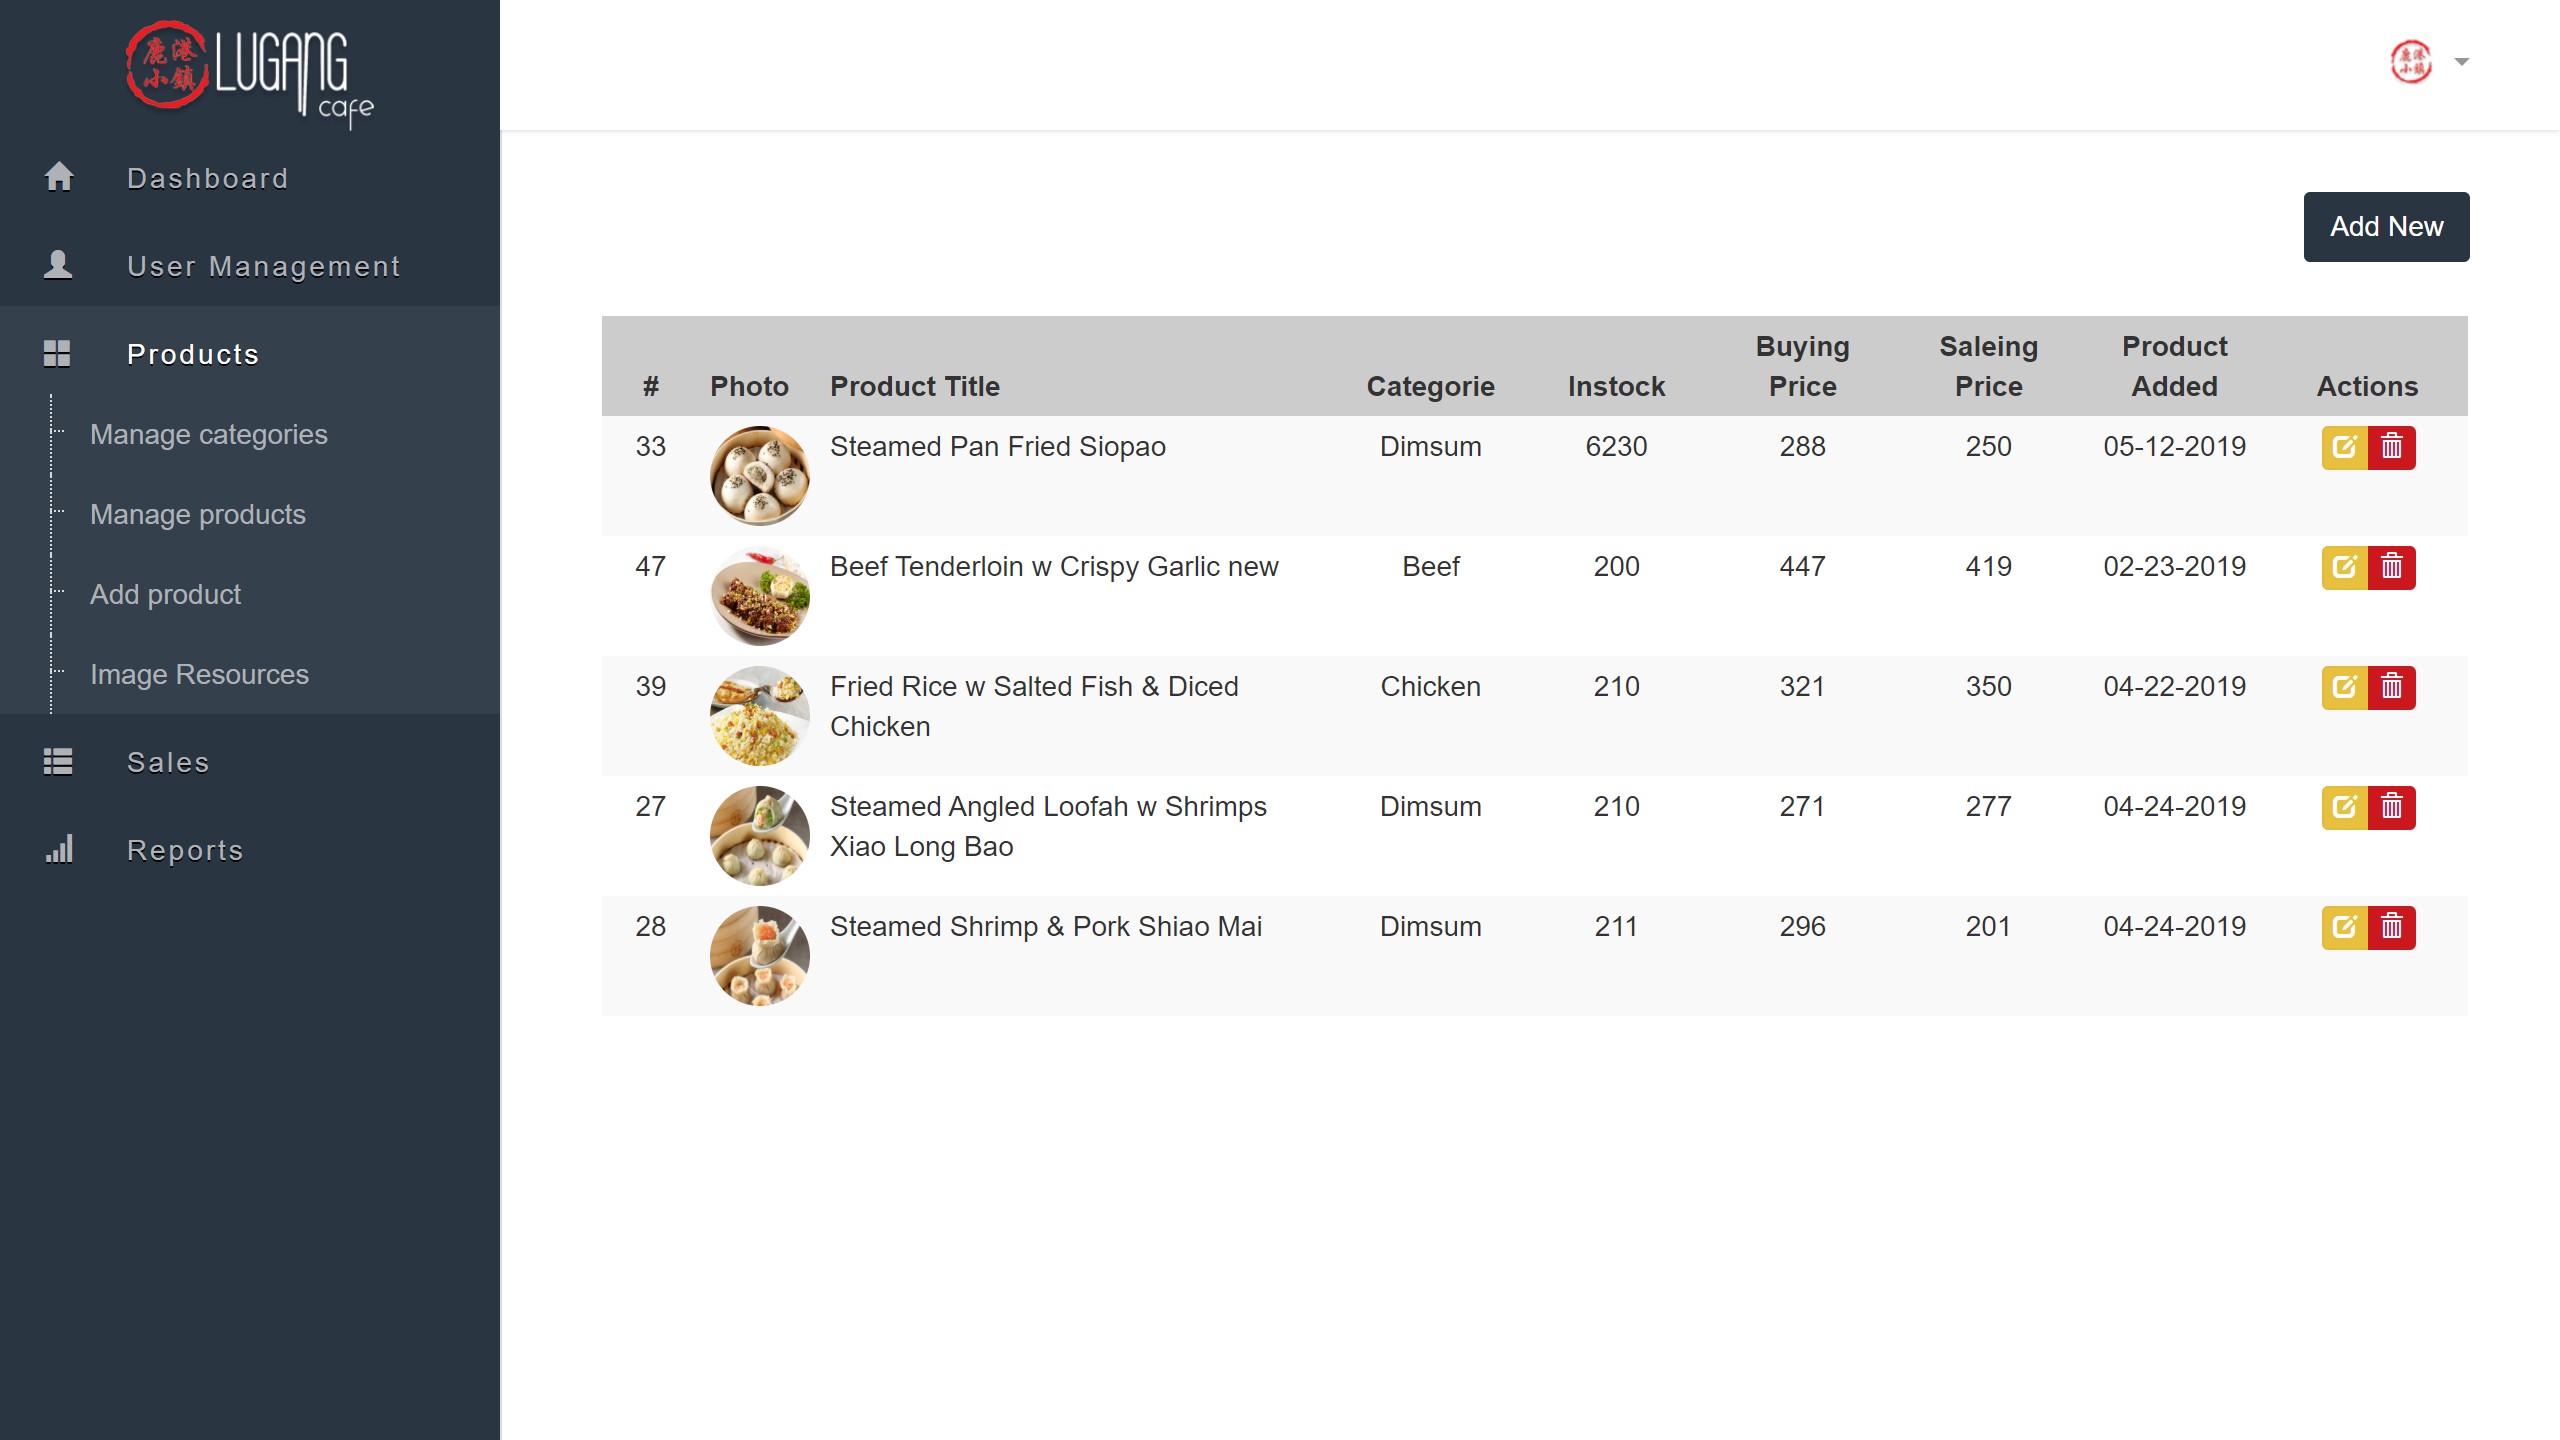 鹿港
小鎮
LUGANG
cafe
鹿港
小鎮
Dashboard
User Management
Products
Manage categories
Manage products
Add product
Image Resources
Sales
Reports
Add New
# Photo Product Title Categorie Instock Buying Price Saleing Price Product Added Actions
33 Steamed Pan Fried Siopao Dimsum 6230 288 250 05-12-2019
47 Beef Tenderloin w Crispy Garlic new Beef 200 447 419 02-23-2019
39 Fried Rice w Salted Fish & Diced Chicken 210 321 350 04-22-2019
Chicken
27 Steamed Angled Loofah w Shrimps Dimsum 210 271 277 04-24-2019
Xiao Long Bao
28 Steamed Shrimp & Pork Shiao Mai Dimsum 211 296 201 04-24-2019